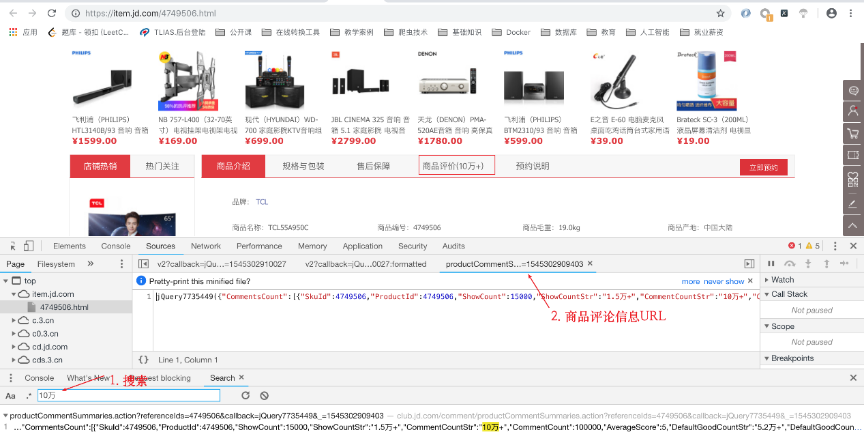 https://item.jd.com/4749506.html
应用 题库 - 领扣 (LeetC... TLIAS.后台登陆 公开课 在线转换工具 教学案例 爬虫技术 基础知识 Docker 数据库 教育 人工智能 就业薪资
PHILIPS DENON PHILIPS
飞利浦（PHILIPS） NB 757-L400（32-70英 现代（HYUNDAI）WD- JBL CINEMA 325 音响 音 天龙（DENON）PMA- 飞利浦（PHILIPS） E之音 E-60 电脑麦克风 Brateck SC-3（200ML）
HTL3140B/93 音响 音箱 寸）电视挂架电视架电视 700 家庭影院KTV音响组 箱 5.1 家庭影院 电视音 520AE音箱 音响 高保真 BTM2310/93 音响 音箱 桌面吃鸡话筒台式家用语 液晶屏幕清洁剂 电视显
¥1099.00 ¥169.00 ¥699.00 ¥2799.00 ¥1780.00 ¥599.00 ¥39.00 ¥19.00
店铺热销 热门关注 商品介绍 规格与包装 售后保障 商品评价(10万+) 预约说明 立即预约
TCL
65"
品牌： TCL
商品名称：TCL55A950C 商品编号：4749506 商品毛重：19.0kg 商品产地：中国大陆
Elements Console Sources Network Performance Memory Application Security Audits 1 5
Page Filesystem » v2?callback=jQu...=1545302910027 v2?callback=jQu...0027:formatted productCommentS...=1545302909403 ×
top
item.jd.com
4749506.html
c.3.cn
c0.3.cn
cd.jd.com
cds.3.cn
Pretty-print this minified file? more never show ×
1 jQuery7735449({"CommentsCount":[{"SkuId":4749506,"ProductId":4749506,"ShowCount":15000,"ShowCountStr":"1.5万+","CommentCountStr":"10万+","C
2. 商品评论信息URL
{} Line 1, Column 1
Watch
Call Stack
Not paused
Scope
Not paused
Breakpoints
Console What's New Request blocking Search ×
1. 搜索
Aa .* 10万
productCommentSummaries.action?referenceIds=4749506&callback=jQuery7735449&_=1545302909403 — club.jd.com/comment/productCommentSummaries.action?referenceIds=4749506&callback=jQuery7735449&_=1545302909403
1 ..."CommentsCount":[{"SkuId":4749506,"ProductId":4749506,"ShowCount":15000,"ShowCountStr":"1.5万+","CommentCountStr":"10万+","CommentCount":100000,"AverageScore":5,"DefaultGoodCountStr":"5.2万+","DefaultGoodCoun...